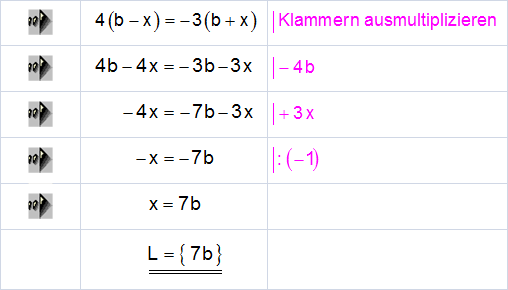 4(b − x) = −3(b + x) | Klammern ausmultiplizieren
4b − 4x = −3b − 3x | − 4b
−4x = −7b − 3x | + 3x
−x = −7b | : (−1)
x = 7b
L = { 7b }